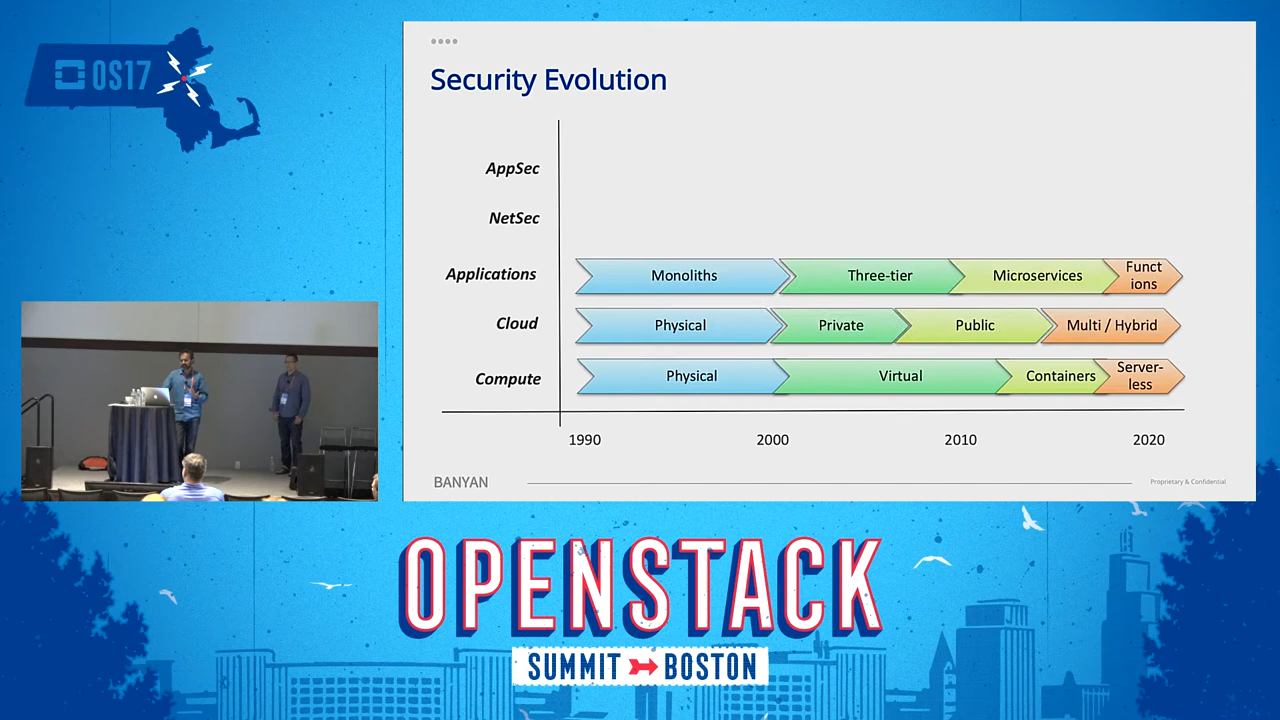 OS17
Security Evolution
AppSec
NetSec
Applications
Monoliths
Three-tier
Microservices
Funct
ions
Cloud
Physical
Private
Public
Multi / Hybrid
Compute
Physical
Virtual
Containers
Server-
less
1990
2000
2010
2020
BANYAN
Proprietary & Confidential
OPENSTACK
SUMMIT BOSTON